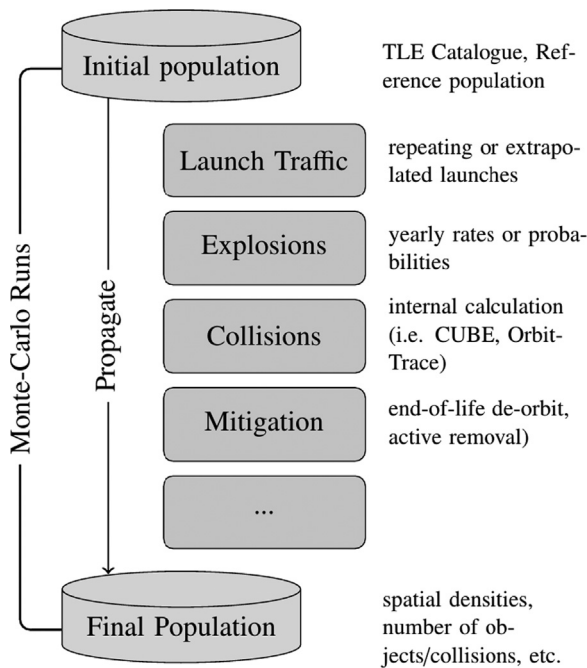 Initial population
TLE Catalogue, Ref-
erence population
Launch Traffic
repeating or extrapo-
lated launches
Explosions
yearly rates or proba-
bilities
Monte-Carlo Runs
Propagate
Collisions
internal calculation
(i.e. CUBE, Orbit-
Trace)
Mitigation
end-of-life de-orbit,
active removal)
...
Final Population
spatial densities,
number of ob-
jects/collisions, etc.